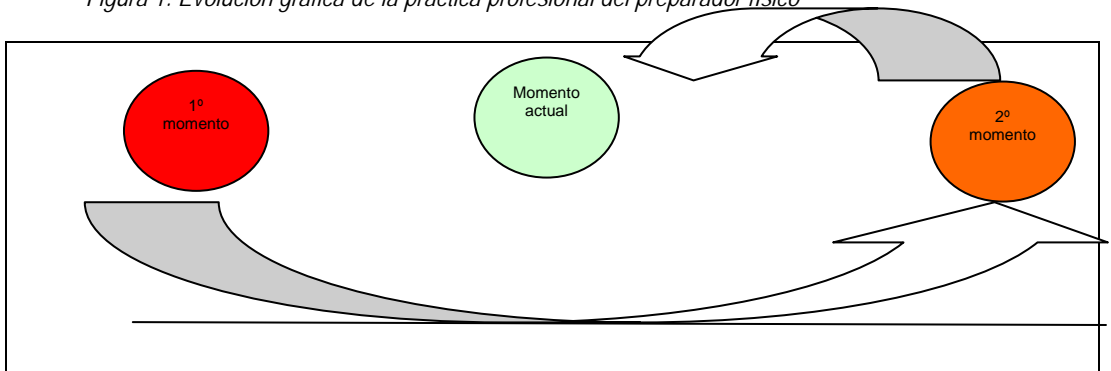 Figura 1. Evolución gráfica de la práctica profesional del preparador físico
1º
momento
Momento
actual
2º
momento